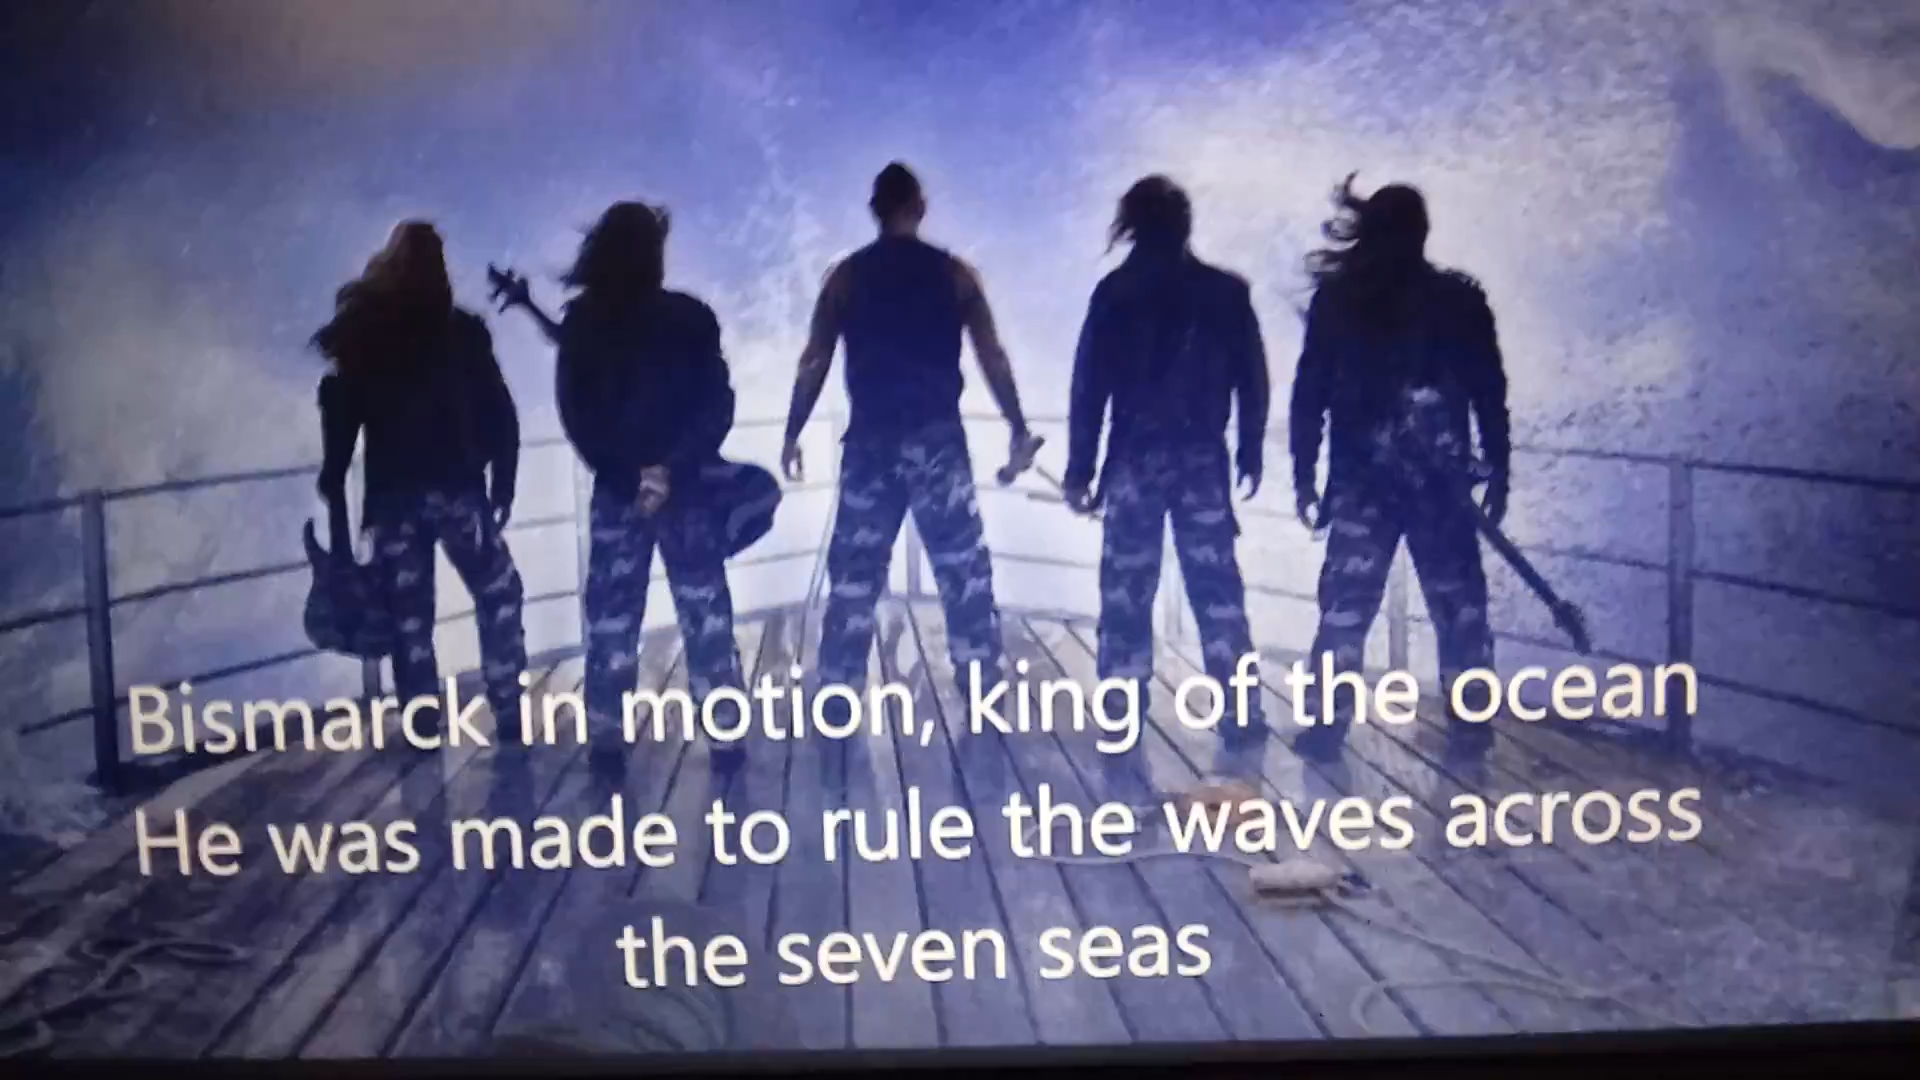 Bismarck in motion, king of the ocean
He was made to rule the waves across
the seven seas